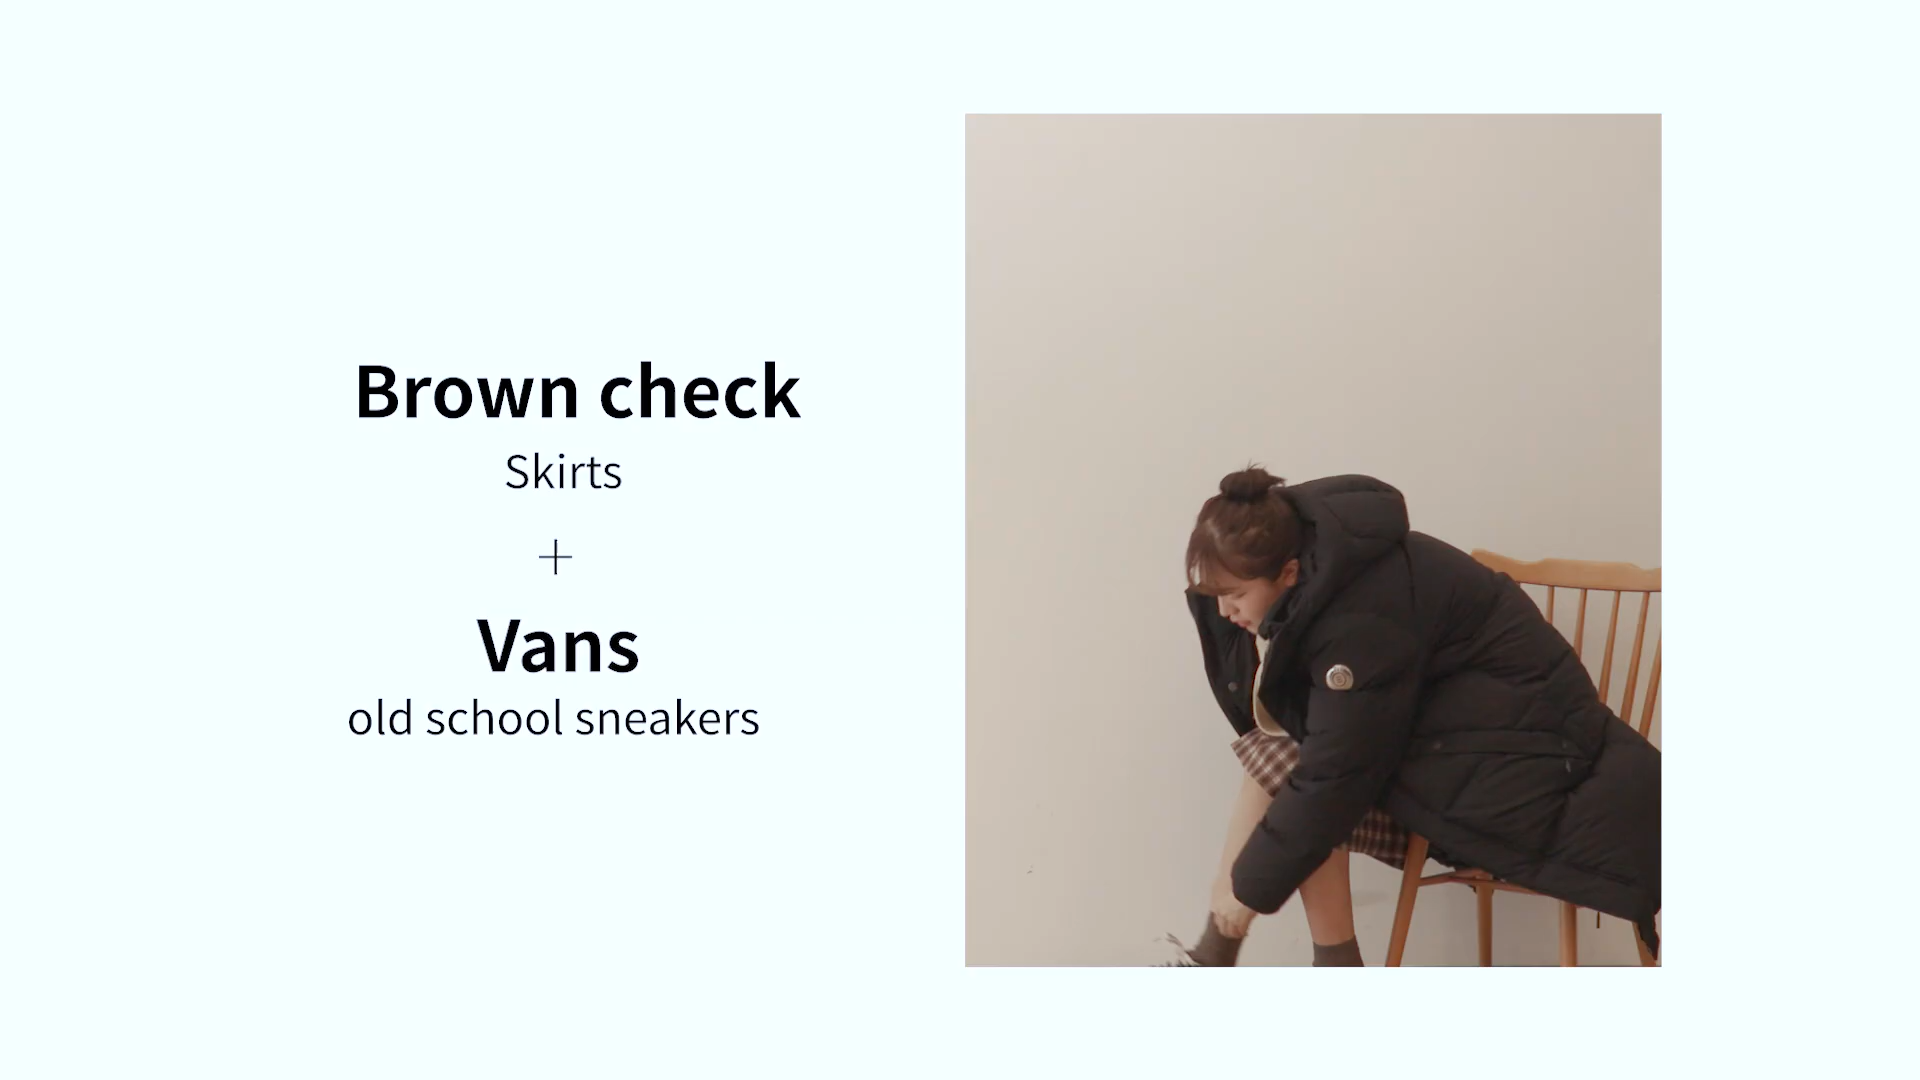 Brown check
Skirts
+
Vans
old school sneakers